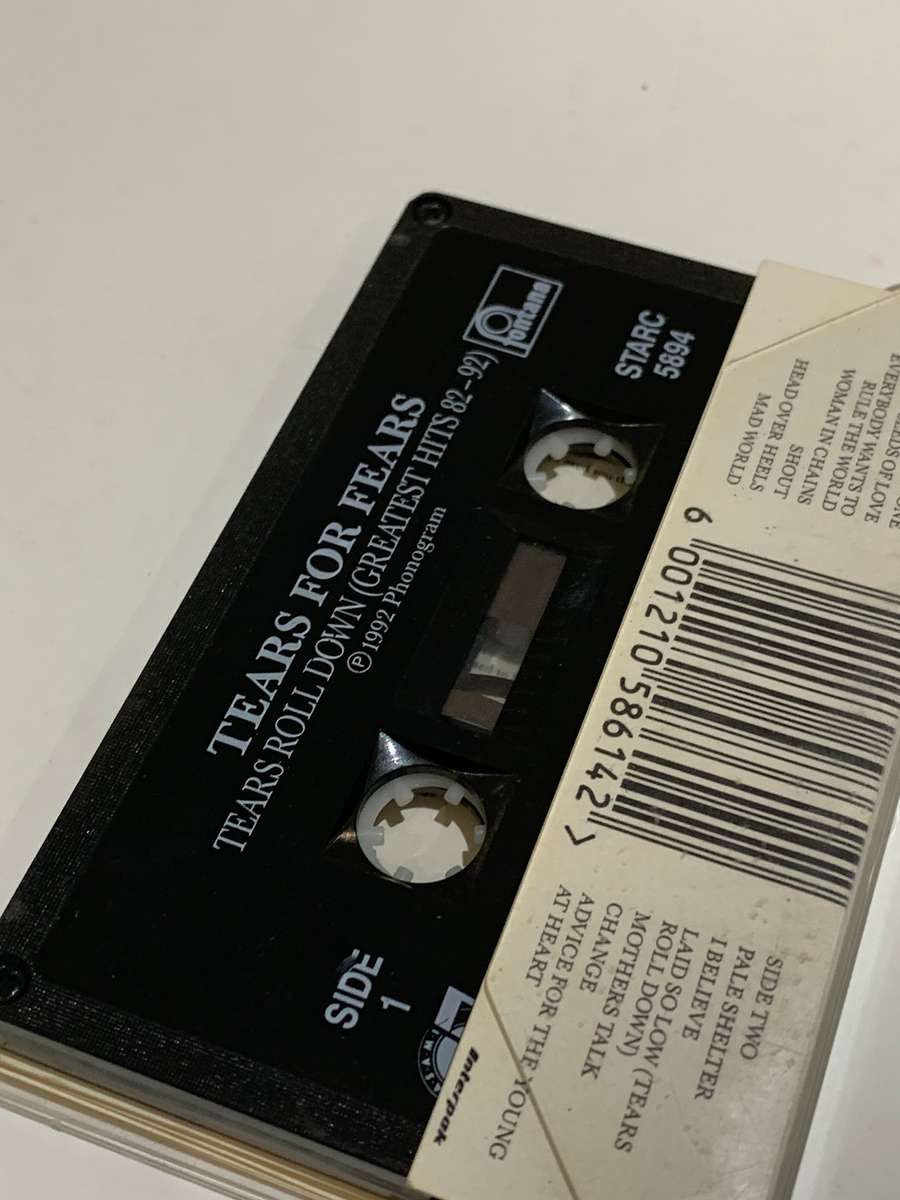 fontana
STARC
5894
TEARS FOR FEARS
TEARS ROLL DOWN (GREATEST HITS 82-92)
℗ 1992 Phonogram
SIDE
1
OF LOVE
EVERYBODY WANTS TO
RULE THE WORLD
WOMAN IN CHAINS
SHOUT
HEAD OVER HEELS
MAD WORLD
6 001210 586142 >
SIDE TWO
PALE SHELTER
I BELIEVE
LAID SO LOW (TEARS
ROLL DOWN)
MOTHERS TALK
CHANGE
ADVICE FOR THE YOUNG
AT HEART
Interpak